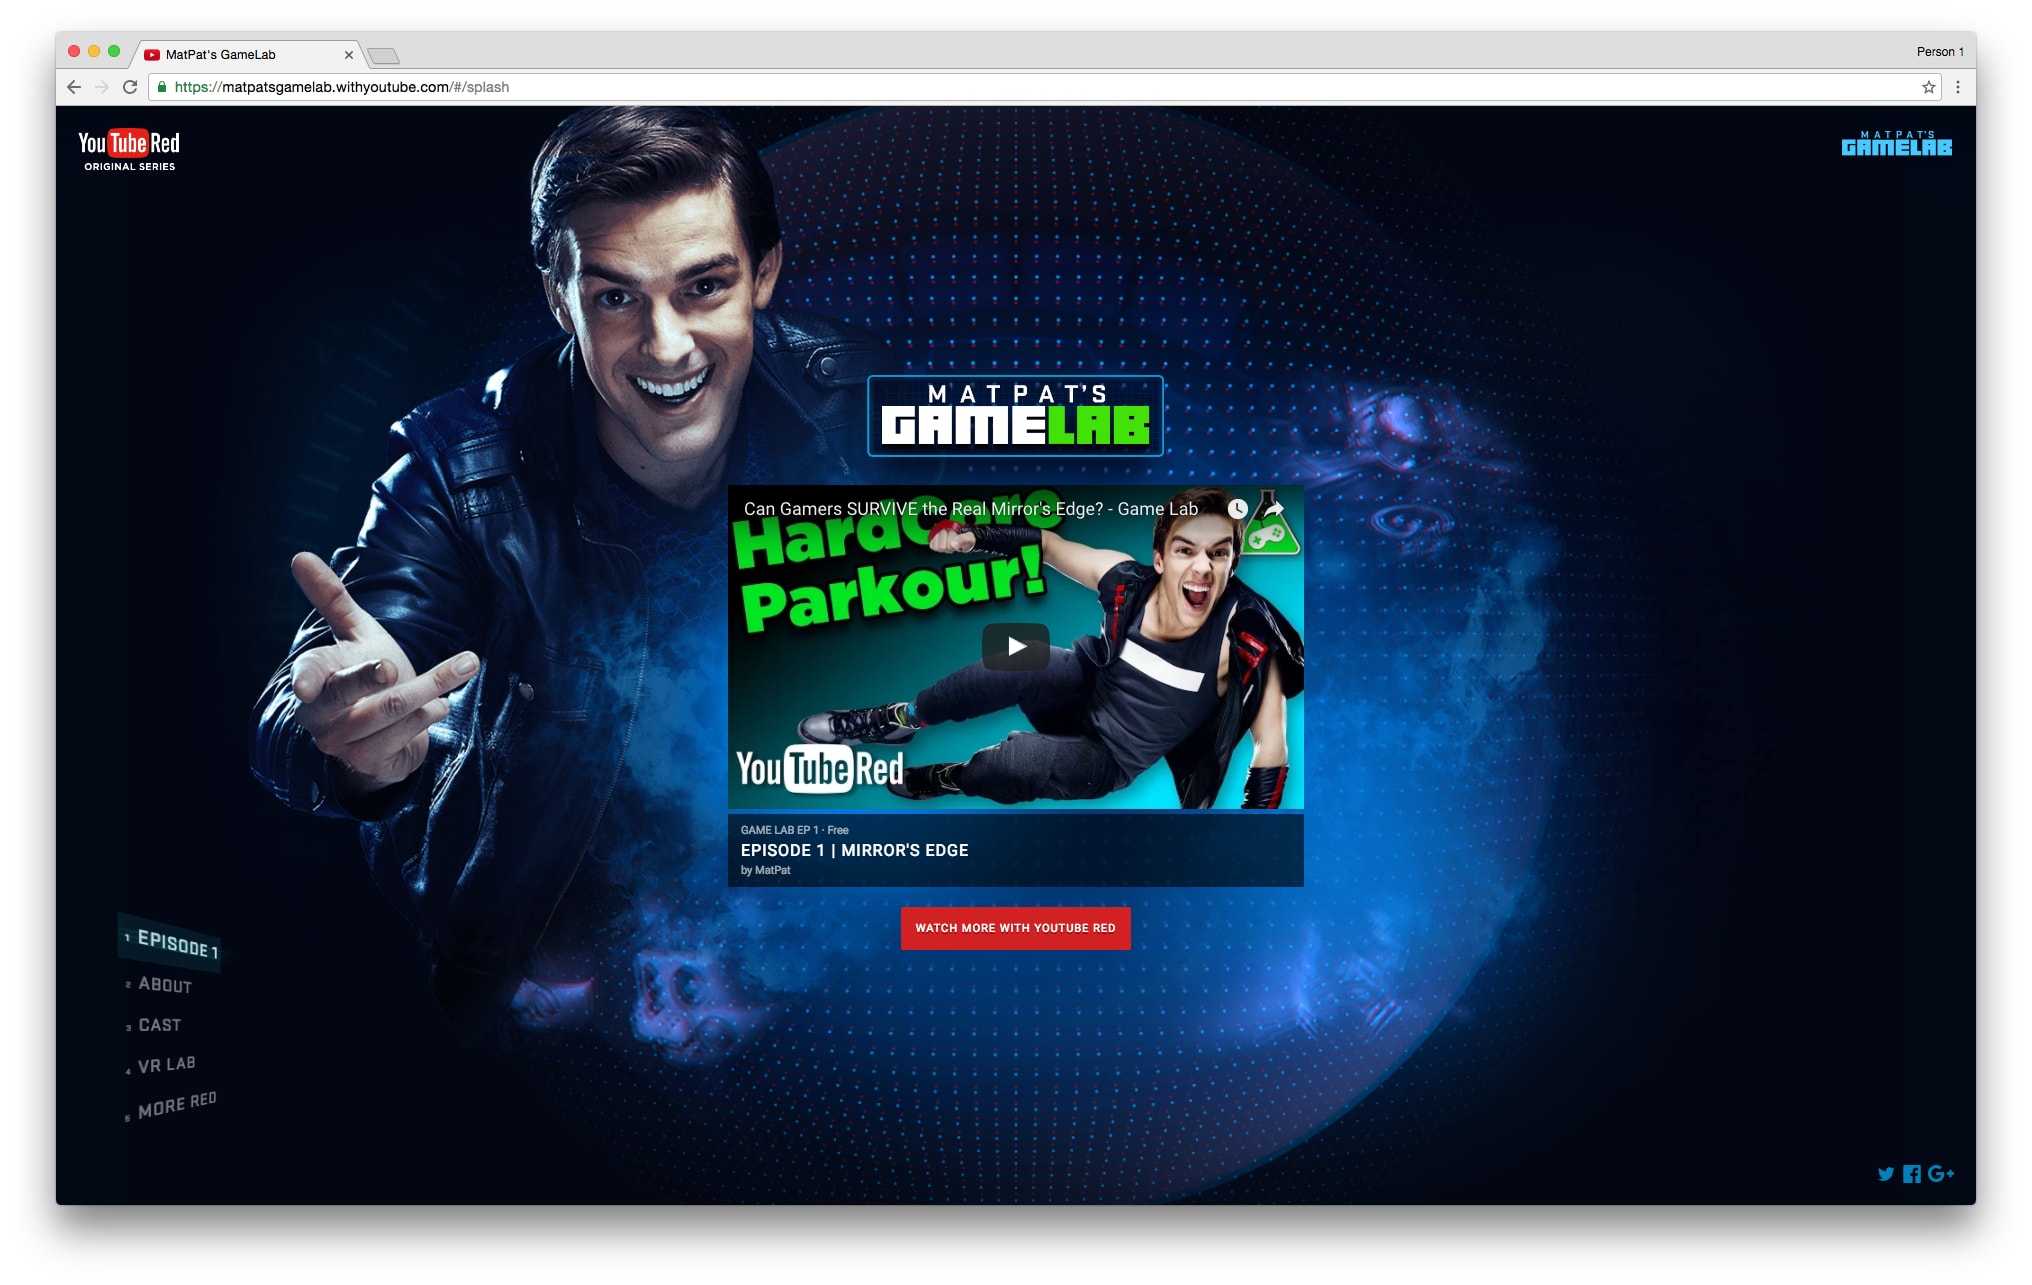 MatPat's GameLab
Person 1
https://matpatsgamelab.withyoutube.com/#/splash
YouTube Red
ORIGINAL SERIES
MATPAT'S
GAMELAB
MATPAT'S
GAMELAB
Can Gamers SURVIVE the Real Mirror's Edge? - Game Lab
HardCore
Parkour!
YouTube Red
GAME LAB EP 1 · Free
EPISODE 1 | MIRROR'S EDGE
by MatPat
WATCH MORE WITH YOUTUBE RED
1 EPISODE 1
2 ABOUT
3 CAST
4 VR LAB
5 MORE RED
G+